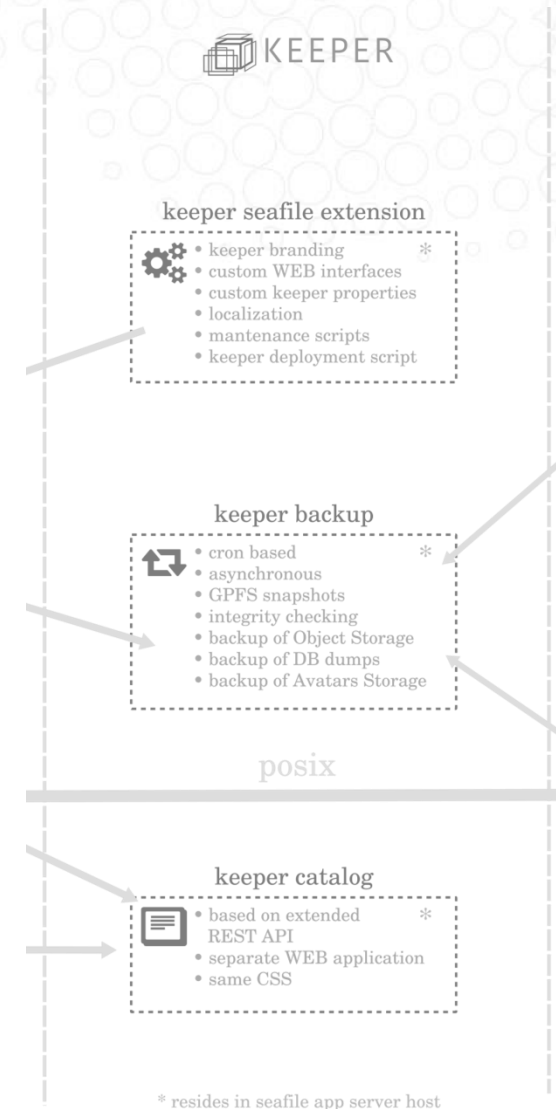 KEEPER
keeper seafile extension
• keeper branding *
• custom WEB interfaces
• custom keeper properties
• localization
• mantenance scripts
• keeper deployment script
keeper backup
• cron based *
• asynchronous
• GPFS snapshots
• integrity checking
• backup of Object Storage
• backup of DB dumps
• backup of Avatars Storage
posix
keeper catalog
• based on extended *
REST API
• separate WEB application
• same CSS
* resides in seafile app server host